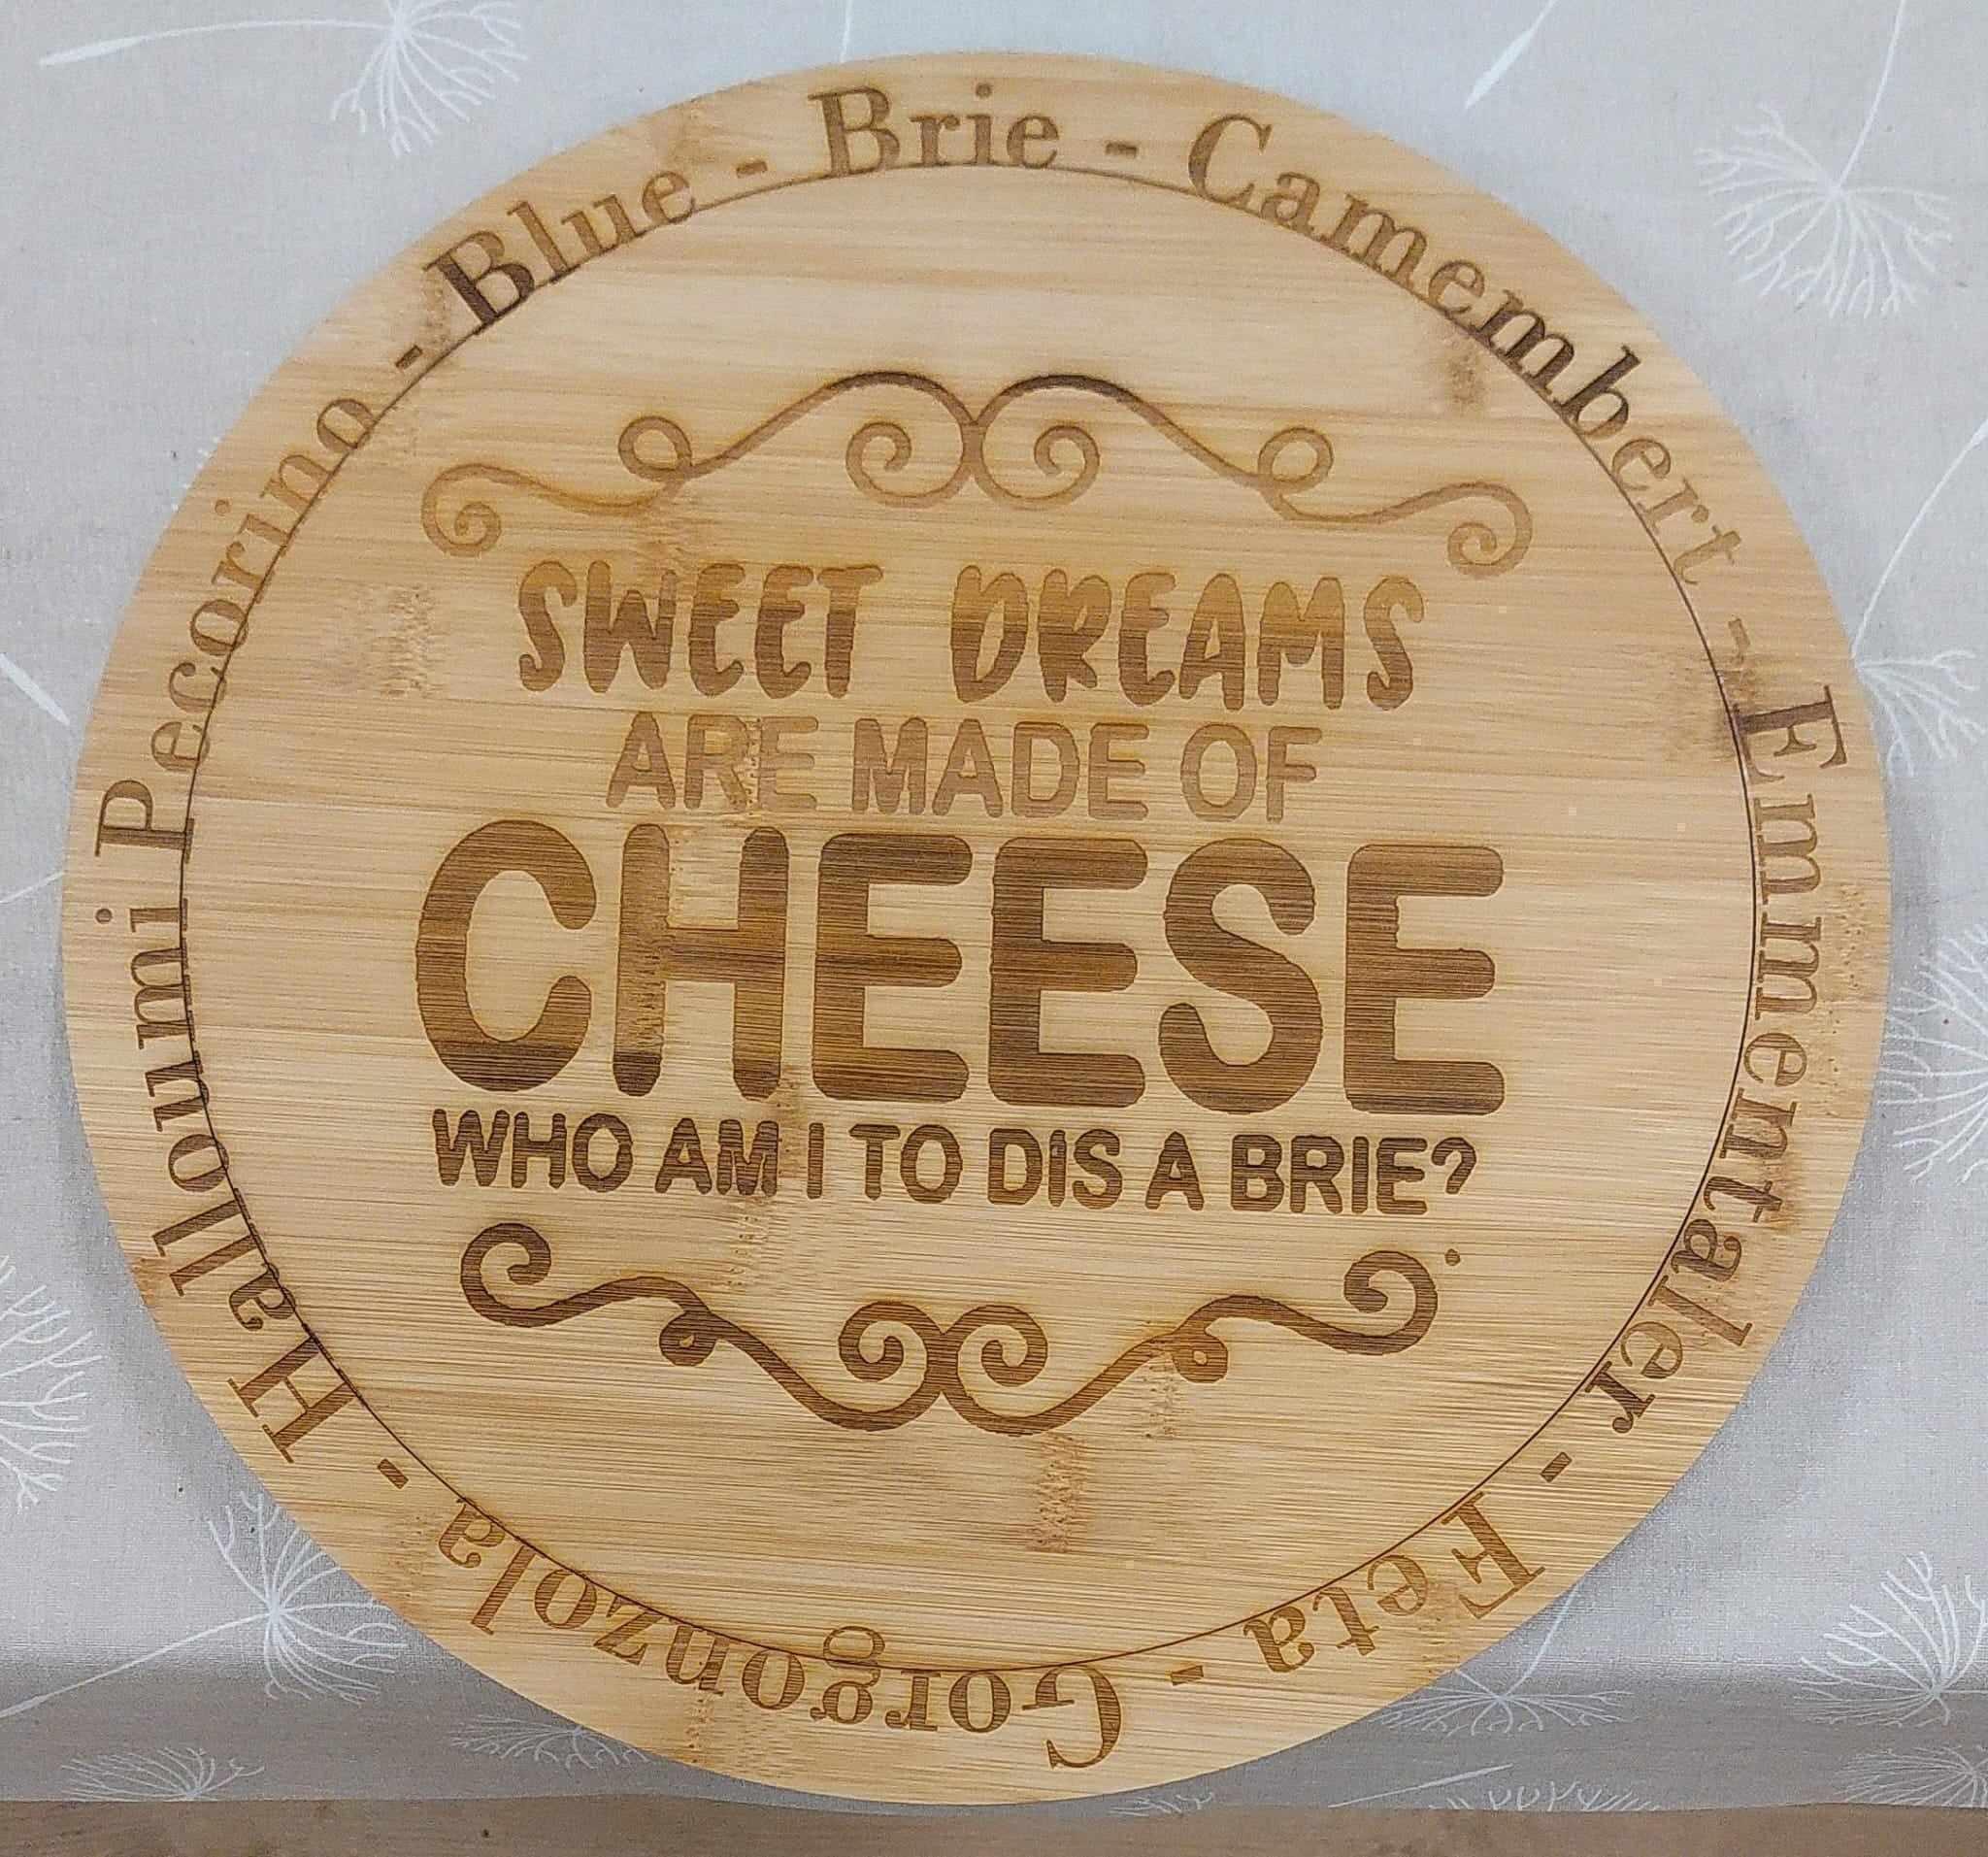 SWEET DREAMS
ARE MADE OF
CHEESE
WHO AM I TO DIS A BRIE?
Blue - Brie - Camembert - Emmentaler - Feta - Gorgonzola - Halloumi Pecorino -